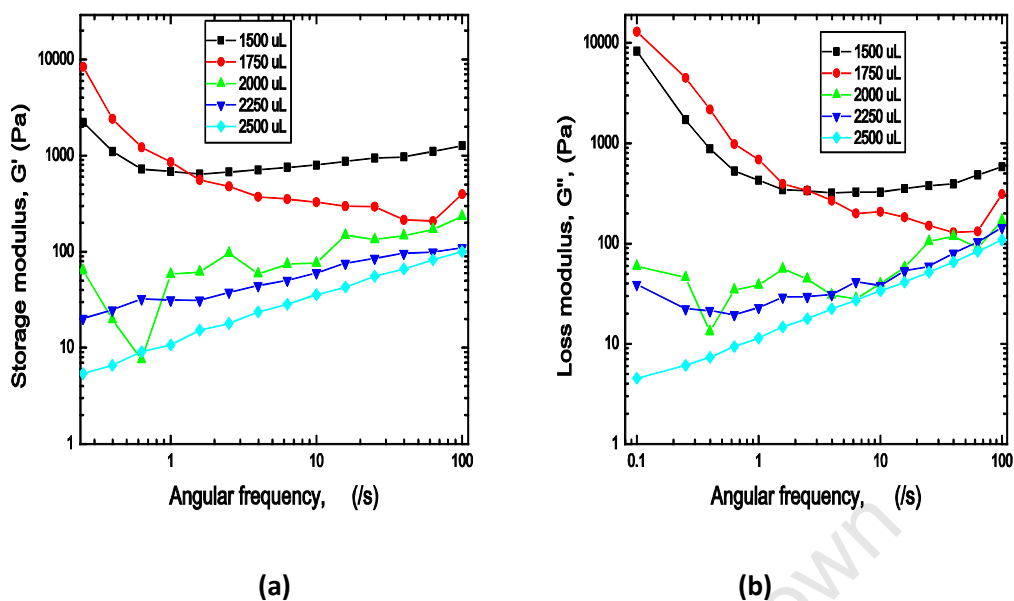 1500 uL
1750 uL
2000 uL
2250 uL
2500 uL
10000
1000
100
10
1
Storage modulus, G' (Pa)
1
10
100
Angular frequency, (/s)
(a)
1500 uL
1750 uL
2000 uL
2250 uL
2500 uL
10000
1000
100
10
1
Loss modulus, G", (Pa)
0.1
1
10
100
Angular frequency, (/s)
(b)
own